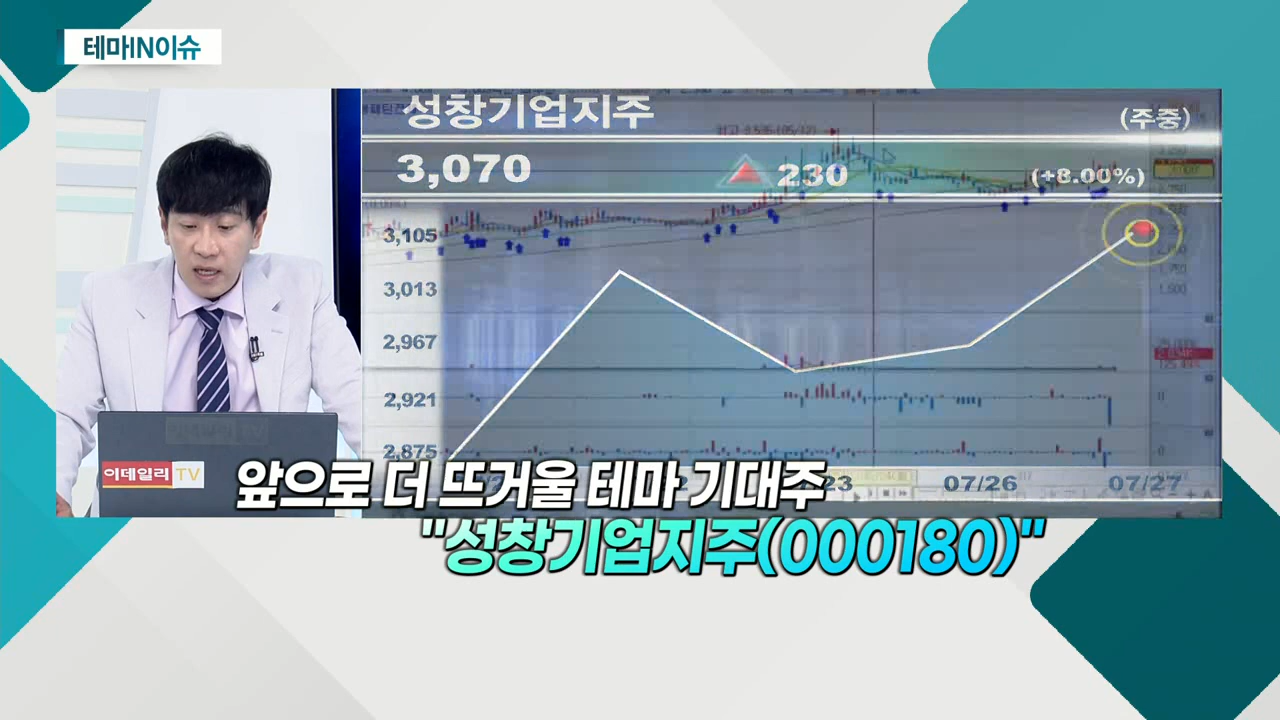 테마IN이슈
성창기업지주
(주중)
3,070
230
(+8.00%)
3,105
3,013
2,967
2,921
2,875
07/26
07/27
이데일리 TV
앞으로 더 뜨거울 테마 기대주
"성창기업지주(000180)"